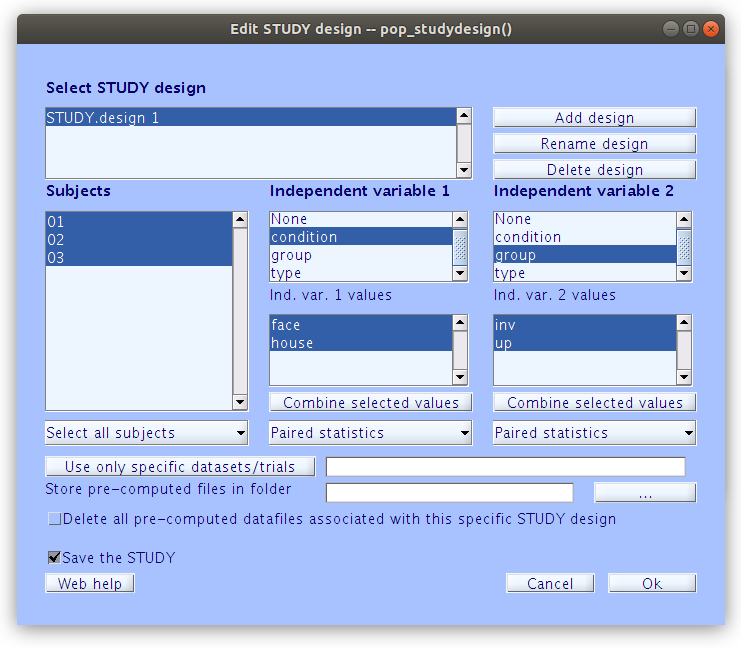 Edit STUDY design -- pop_studydesign()
Select STUDY design
STUDY.design 1
Add design
Rename design
Delete design
Subjects
Independent variable 1
Independent variable 2
01
02
03
None
condition
group
type
None
condition
group
type
Ind. var. 1 values
Ind. var. 2 values
face
house
inv
up
Combine selected values
Combine selected values
Select all subjects
Paired statistics
Paired statistics
Use only specific datasets/trials
Store pre-computed files in folder
...
Delete all pre-computed datafiles associated with this specific STUDY design
Save the STUDY
Web help
Cancel
Ok